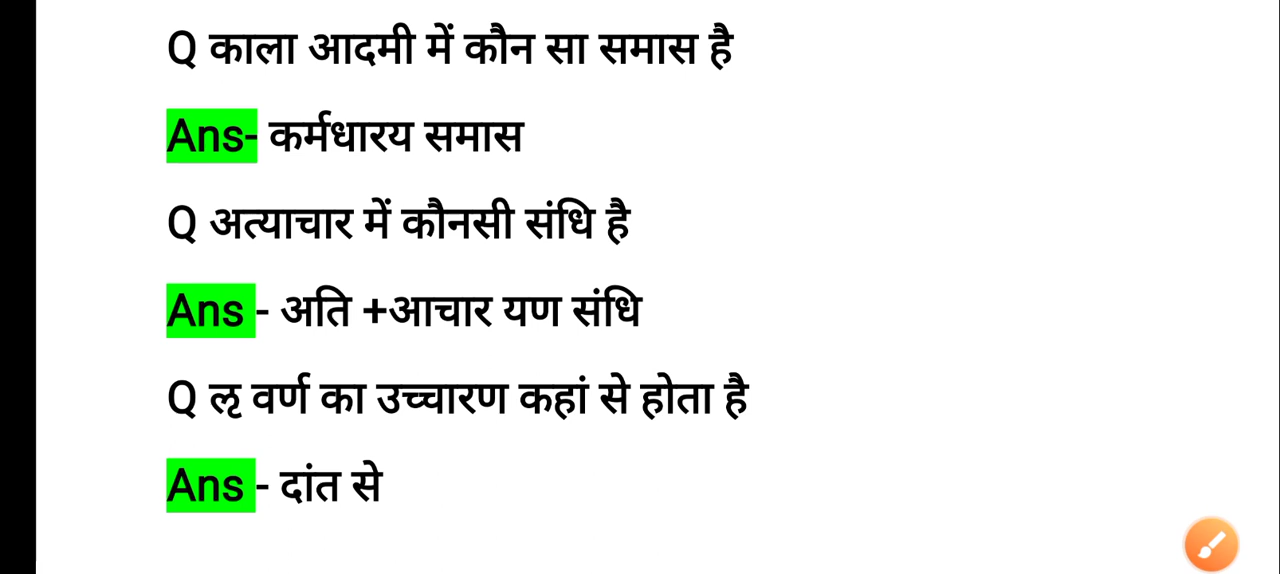 Q काला आदमी में कौन सा समास है
Ans- कर्मधारय समास
Q अत्याचार में कौनसी संधि है
Ans - अति +आचार यण संधि
Q ऌ वर्ण का उच्चारण कहां से होता है
Ans - दांत से